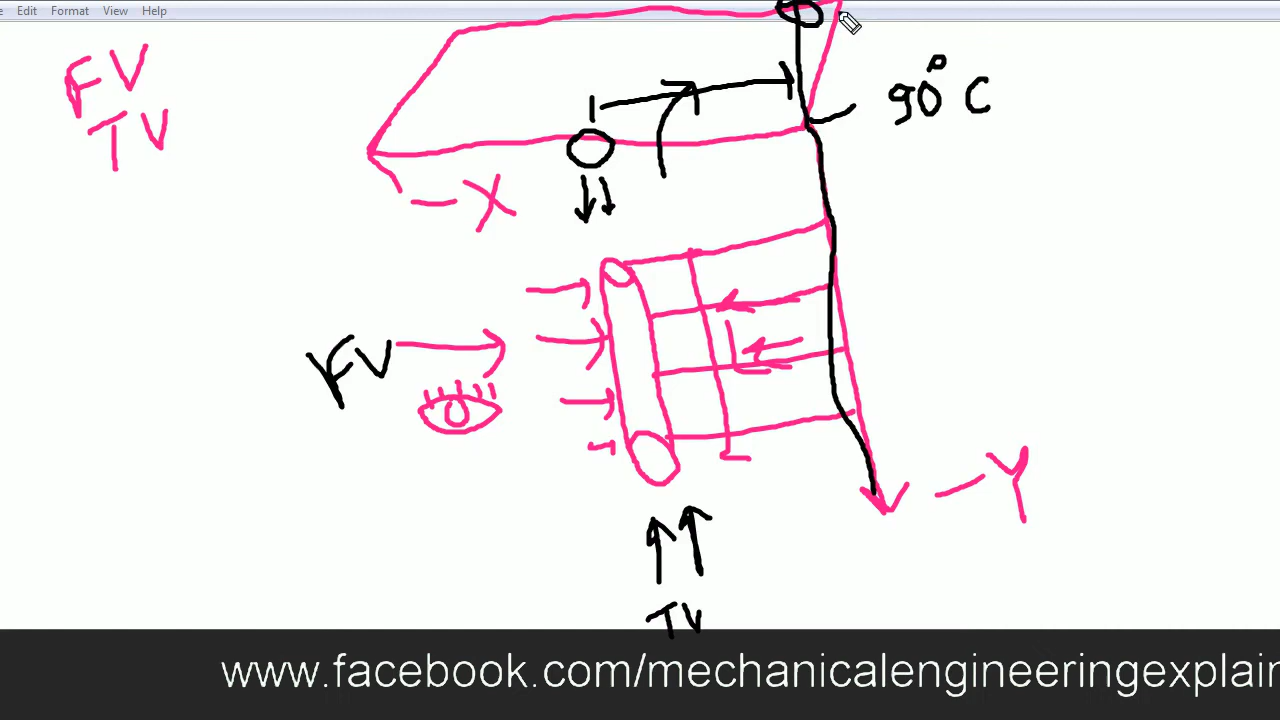 Edit Format View Help
FV
TV
90° C
-X
FV
-Y
TV
www.facebook.com/mechanicalengineeringexplain